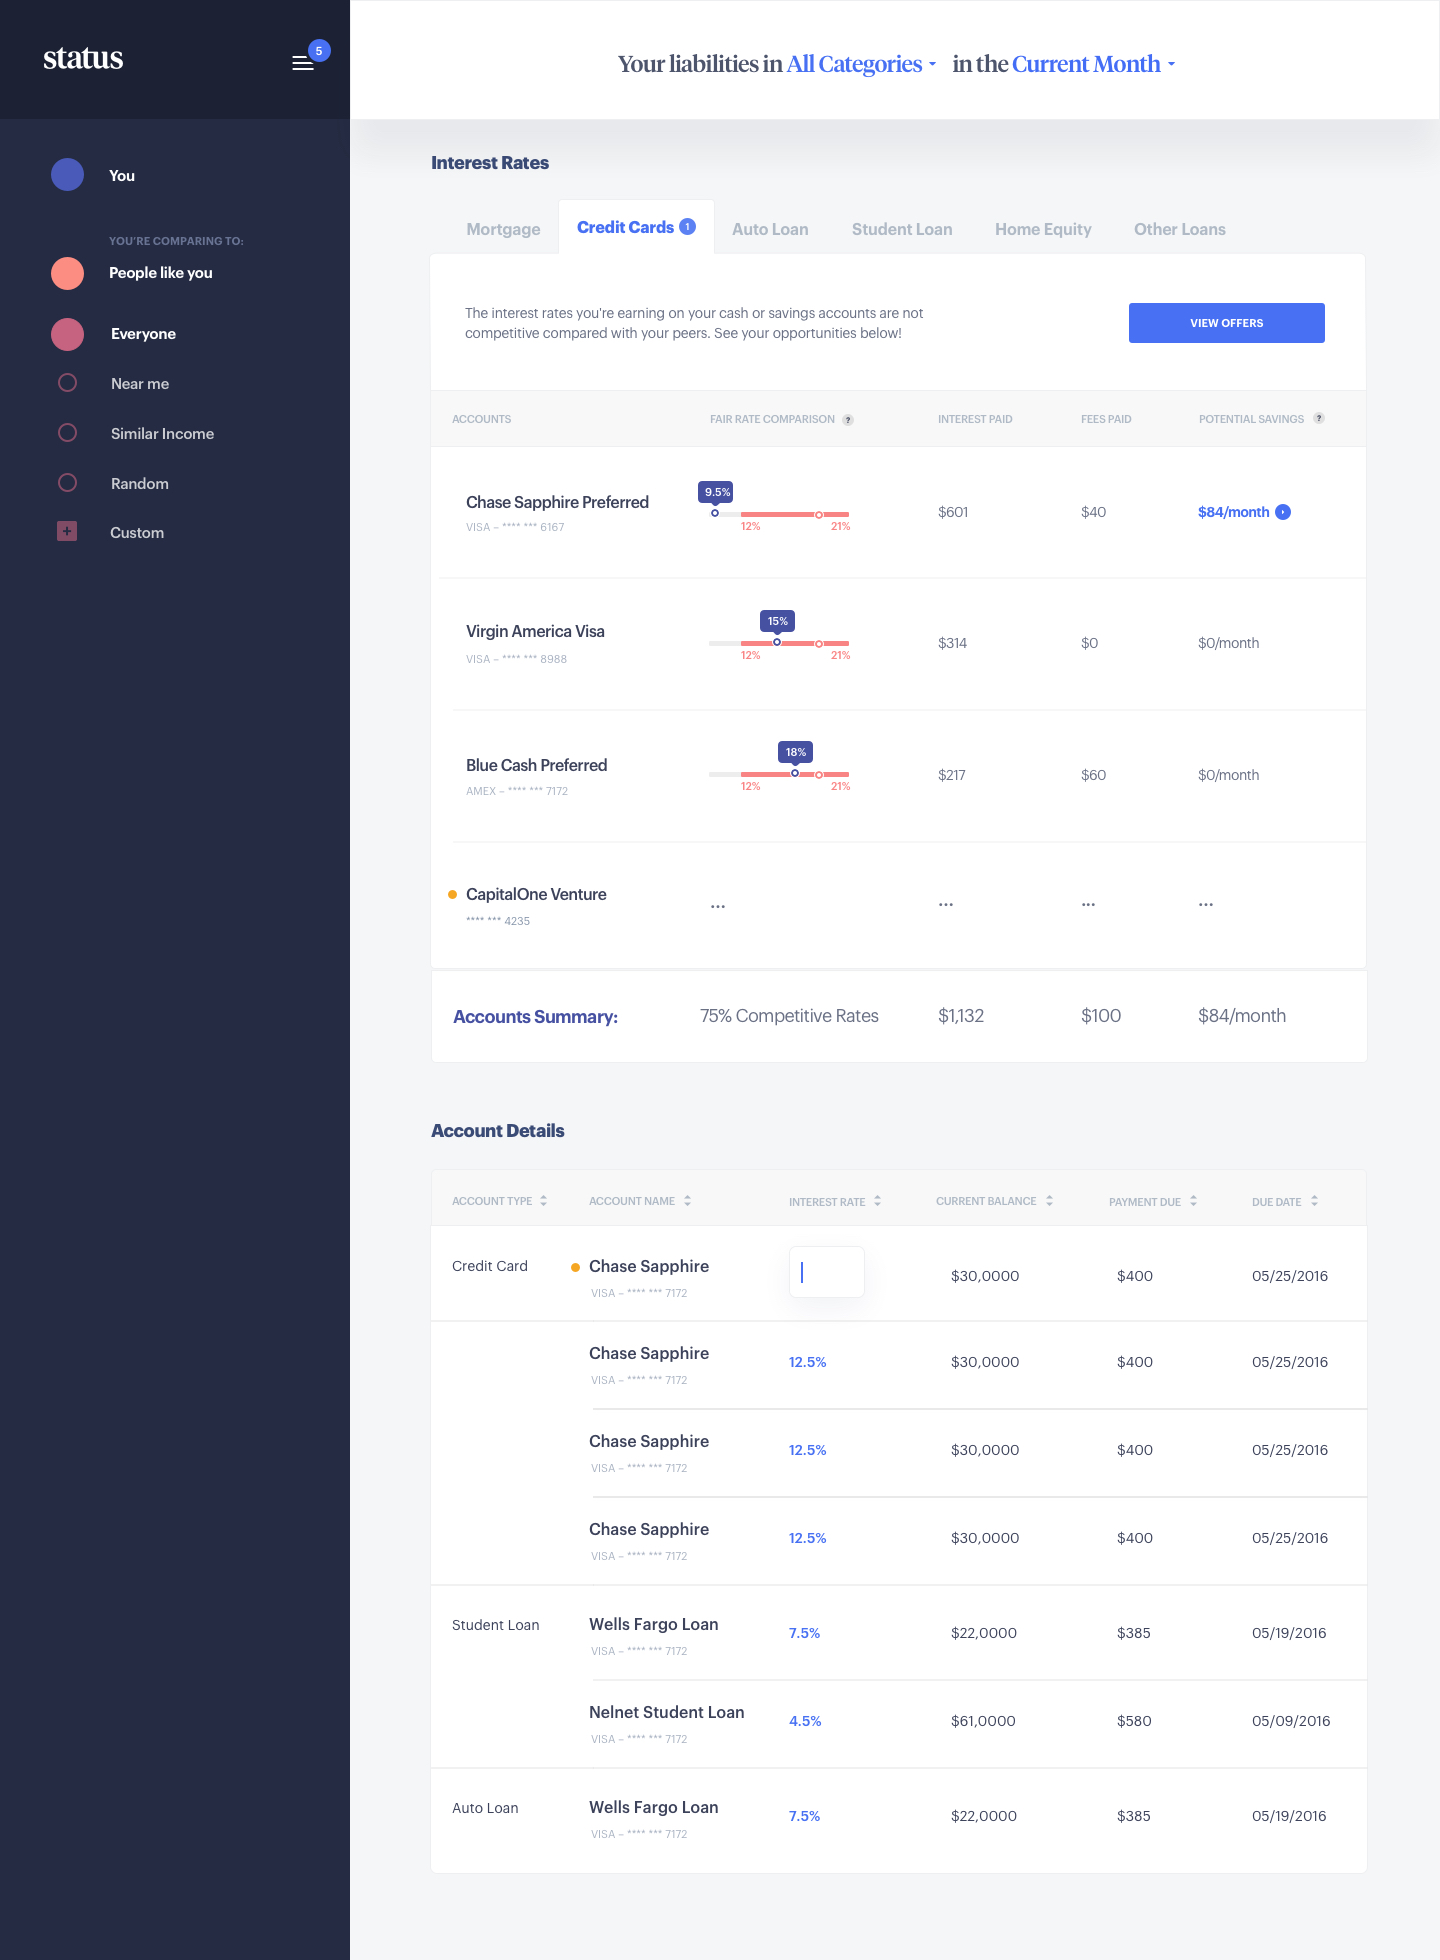 status
5
Your liabilities in All Categories in the Current Month
You
YOU'RE COMPARING TO:
People like you
Everyone
Near me
Similar Income
Random
+ Custom
Interest Rates
Mortgage Credit Cards 1 Auto Loan Student Loan Home Equity Other Loans
The interest rates you're earning on your cash or savings accounts are not
competitive compared with your peers. See your opportunities below!
VIEW OFFERS
ACCOUNTS FAIR RATE COMPARISON ? INTEREST PAID FEES PAID POTENTIAL SAVINGS ?
Chase Sapphire Preferred
VISA – **** *** 6167
9.5%
12% 21%
$601 $40 $84/month
Virgin America Visa
VISA – **** *** 8988
15%
12% 21%
$314 $0 $0/month
Blue Cash Preferred
AMEX – **** *** 7172
18%
12% 21%
$217 $60 $0/month
CapitalOne Venture
**** *** 4235
... ... ... ...
Accounts Summary: 75% Competitive Rates $1,132 $100 $84/month
Account Details
ACCOUNT TYPE ACCOUNT NAME INTEREST RATE CURRENT BALANCE PAYMENT DUE DUE DATE
Credit Card Chase Sapphire $30,0000 $400 05/25/2016
VISA – **** *** 7172
Chase Sapphire 12.5% $30,0000 $400 05/25/2016
VISA – **** *** 7172
Chase Sapphire 12.5% $30,0000 $400 05/25/2016
VISA – **** *** 7172
Chase Sapphire 12.5% $30,0000 $400 05/25/2016
VISA – **** *** 7172
Student Loan Wells Fargo Loan 7.5% $22,0000 $385 05/19/2016
VISA – **** *** 7172
Nelnet Student Loan 4.5% $61,0000 $580 05/09/2016
VISA – **** *** 7172
Auto Loan Wells Fargo Loan 7.5% $22,0000 $385 05/19/2016
VISA – **** *** 7172